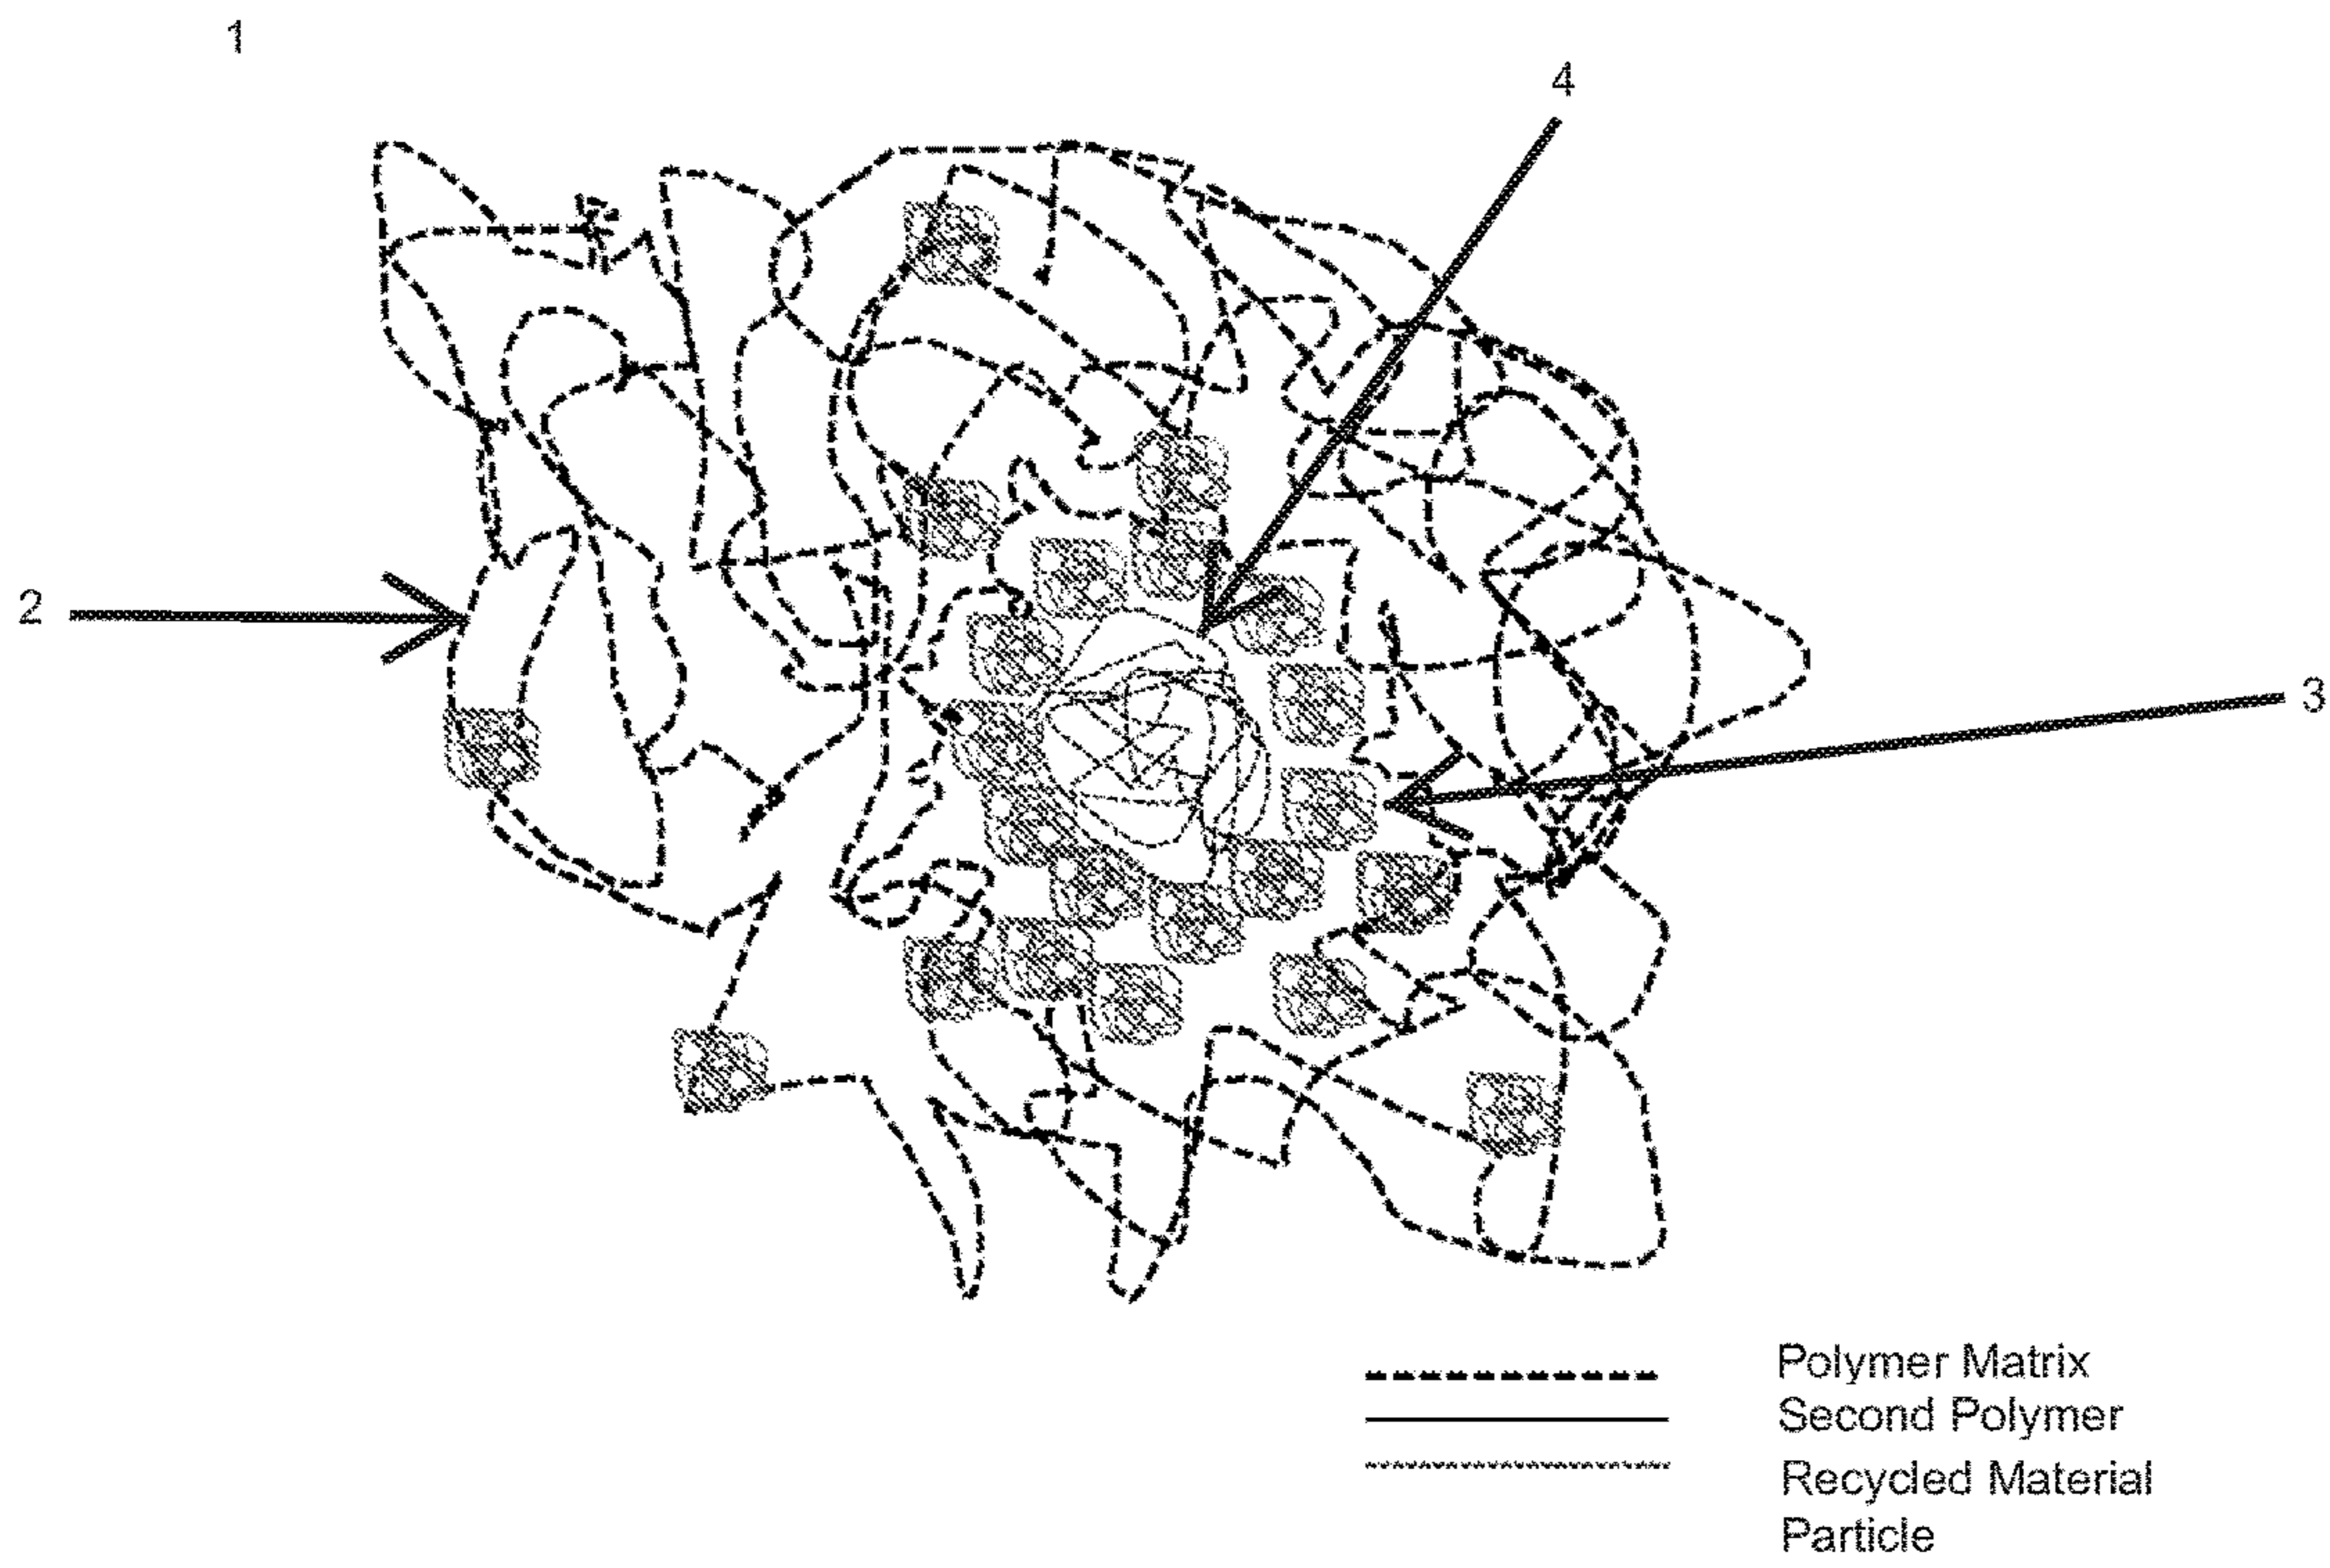 1
4
2
3
Polymer Matrix
Second Polymer
Recycled Material
Particle